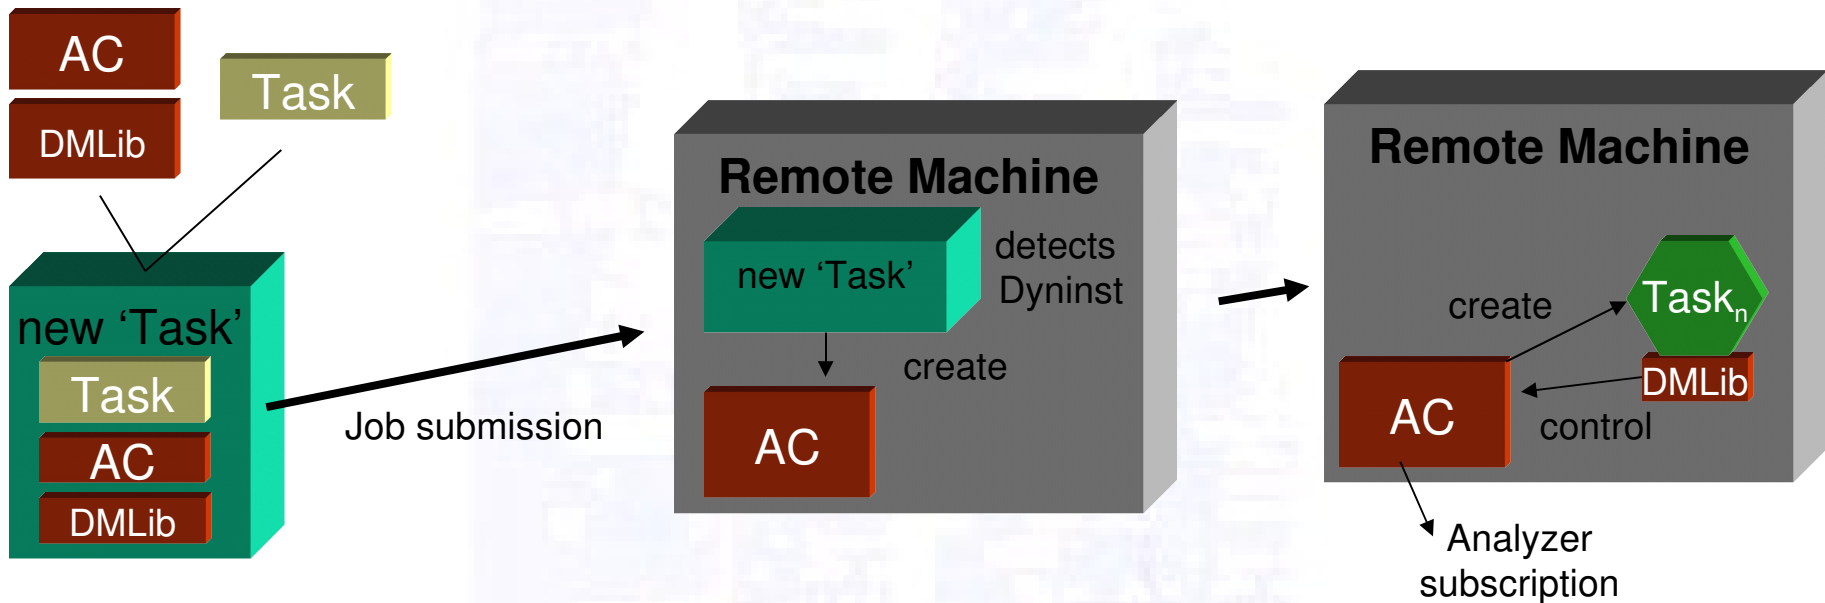 AC
DMLib
Task
new ‘Task’
Task
AC
DMLib
Job submission
Remote Machine
new ‘Task’
detects
Dyninst
create
AC
Remote Machine
create
Taskn
DMLib
control
AC
Analyzer
subscription